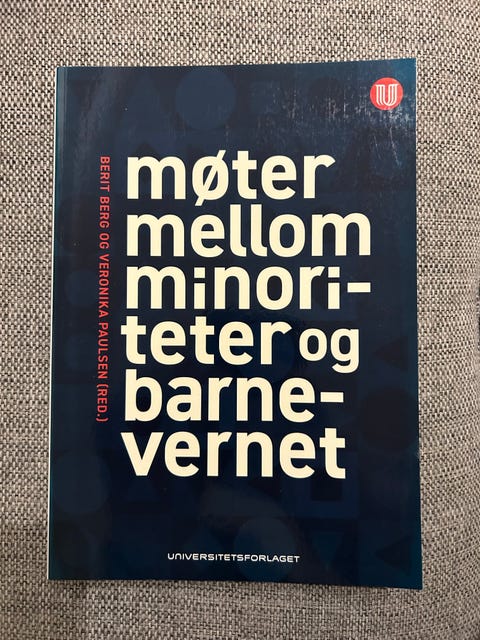 BERIT BERG OG VERONIKA PAULSEN (RED.)
møter
mellom
minori-
teter og
barne-
vernet
UNIVERSITETSFORLAGET